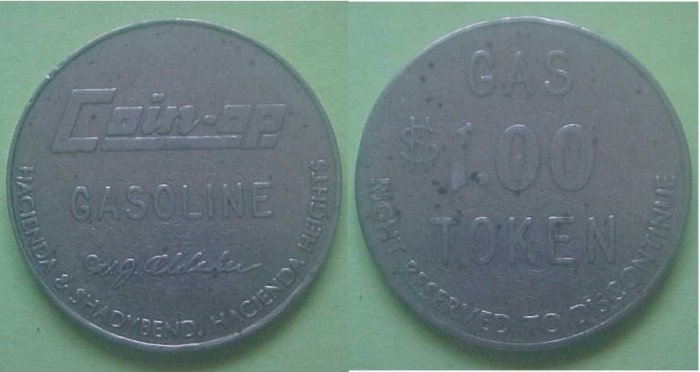 Coin-op
GASOLINE
HACIENDA & SHADYBEND, HACIENDA HEIGHTS
GAS
$1.00
TOKEN
RIGHT RESERVED TO DISCONTINUE